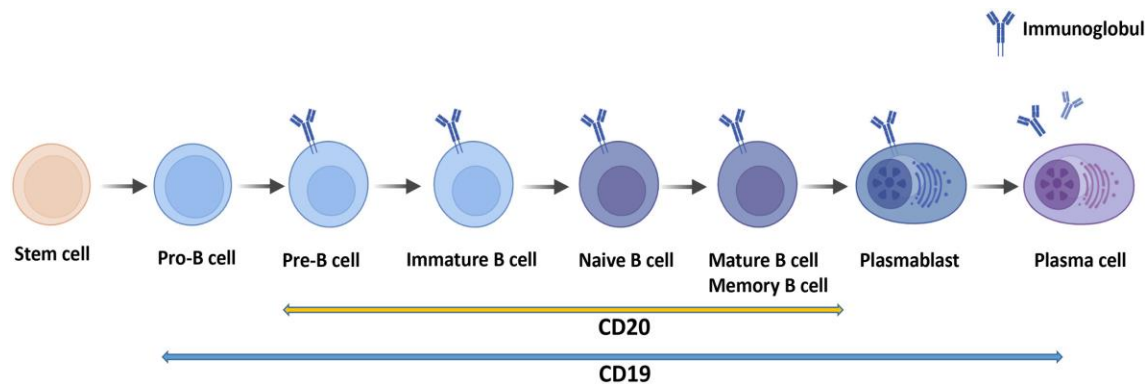 Immunoglobul
Stem cell
Pro-B cell
Pre-B cell
Immature B cell
Naive B cell
Mature B cell
Memory B cell
Plasmablast
Plasma cell
CD20
CD19